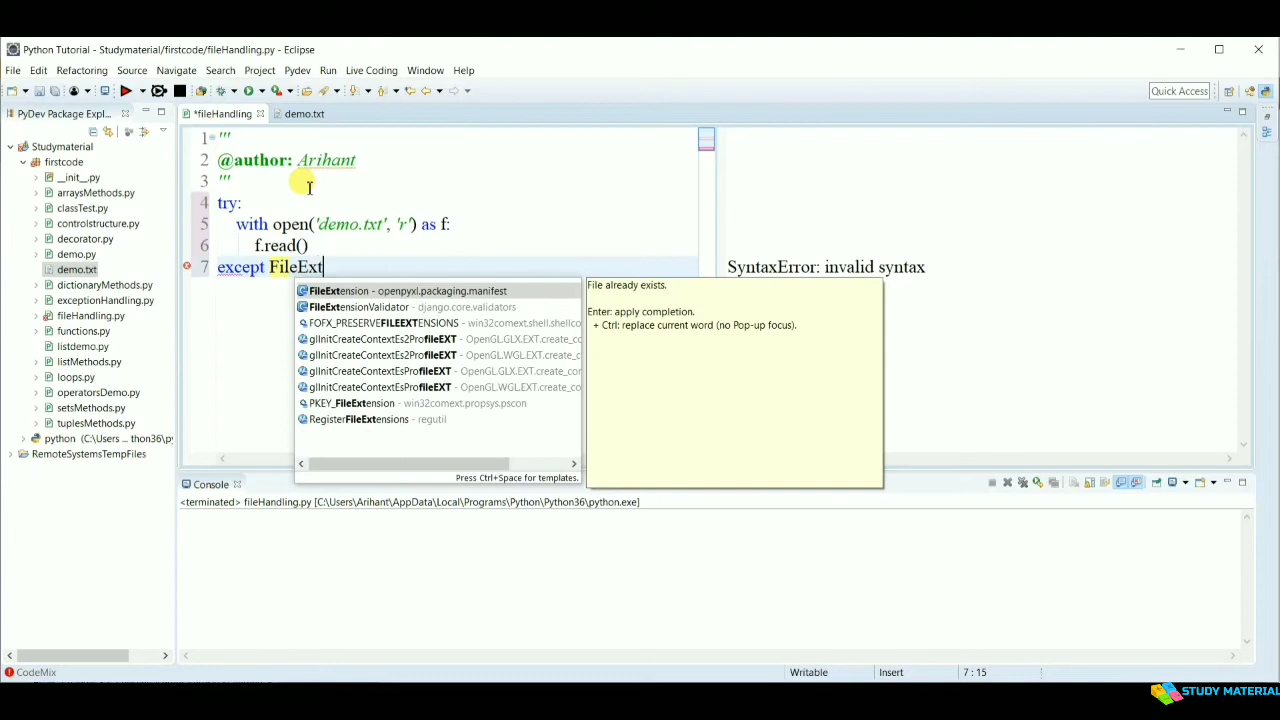 Python Tutorial - Studymaterial/firstcode/fileHandling.py - Eclipse
File Edit Refactoring Source Navigate Search Project Pydev Run Live Coding Window Help
Quick Access
PyDev Package Expl...
*fileHandling
demo.txt
Studymaterial
firstcode
__init__.py
arraysMethods.py
classTest.py
controlstructure.py
decorator.py
demo.py
demo.txt
dictionaryMethods.py
exceptionHandling.py
fileHandling.py
functions.py
listdemo.py
listMethods.py
loops.py
operatorsDemo.py
setsMethods.py
tuplesMethods.py
python (C:\Users ... thon36\py
RemoteSystemsTempFiles
1 '''
2 @author: Arihant
3 '''
4 try:
5 with open('demo.txt', 'r') as f:
6 f.read()
7 except FileExt
SyntaxError: invalid syntax
FileExtension - openpyxl.packaging.manifest
FileExtensionValidator - django.core.validators
FOFX_PRESERVEFILEEXTENSIONS - win32comext.shell.shellco
glInitCreateContextEs2ProfileEXT - OpenGL.GLX.EXT.create_c
glInitCreateContextEs2ProfileEXT - OpenGL.WGL.EXT.create_c
glInitCreateContextEsProfileEXT - OpenGL.GLX.EXT.create_co
glInitCreateContextEsProfileEXT - OpenGL.WGL.EXT.create_c
PKEY_FileExtension - win32comext.propsys.pscon
RegisterFileExtensions - regutil
Press Ctrl+Space for templates.
File already exists.
Enter: apply completion.
+ Ctrl: replace current word (no Pop-up focus).
Console
<terminated> fileHandling.py [C:\Users\Arihant\AppData\Local\Programs\Python\Python36\python.exe]
CodeMix
Writable
Insert
7 : 15
STUDY MATERIAL